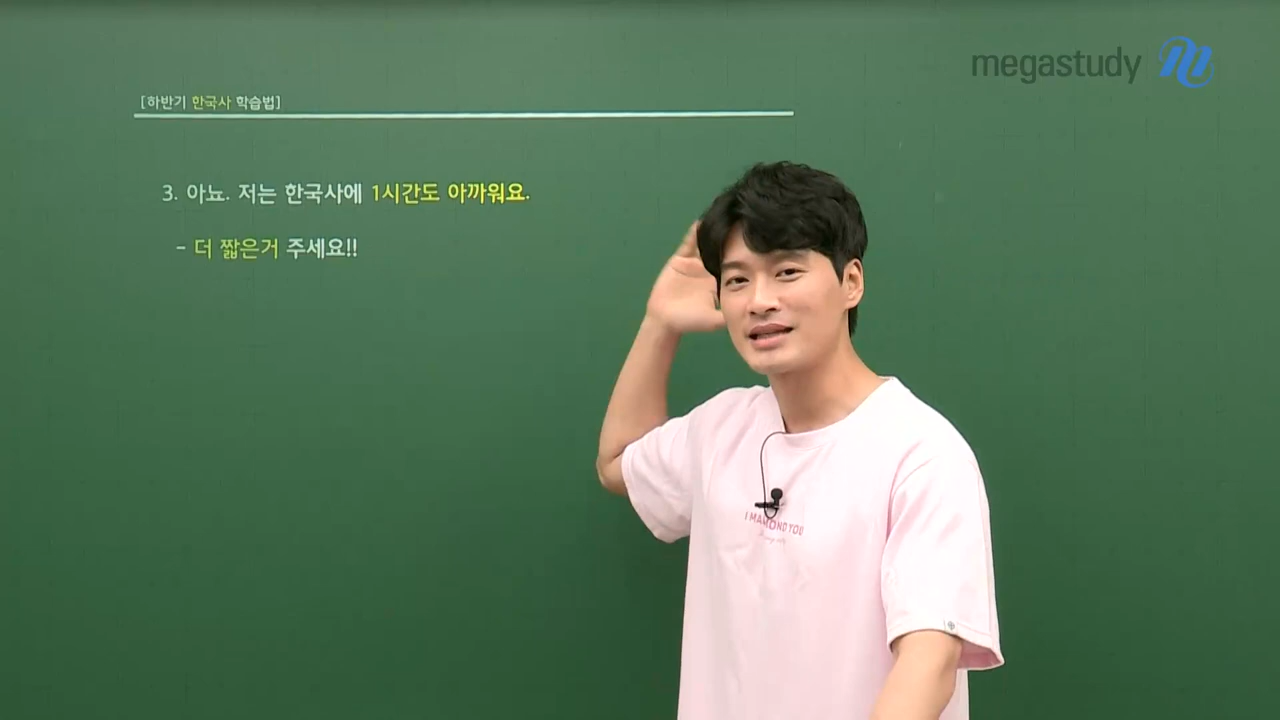 megastudy
[하반기 한국사 학습법]
3. 아뇨. 저는 한국사에 1시간도 아까워요.
- 더 짧은거 주세요!!